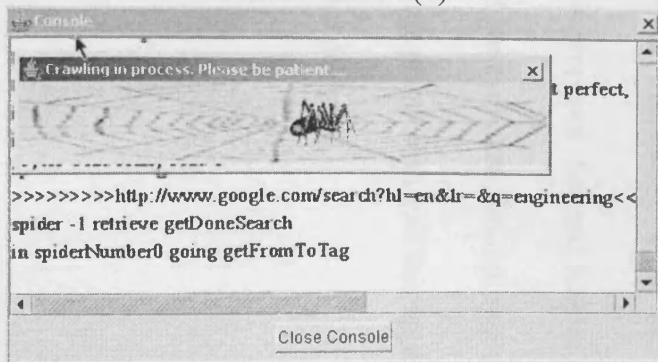 Console
Crawling in process. Please be patient...
t perfect,
>>>>>>>>>http://www.google.com/search?hl=en&lr=&q=engineering<<
spider -1 retrieve getDoneSearch
in spiderNumber0 going getFromToTag
Close Console